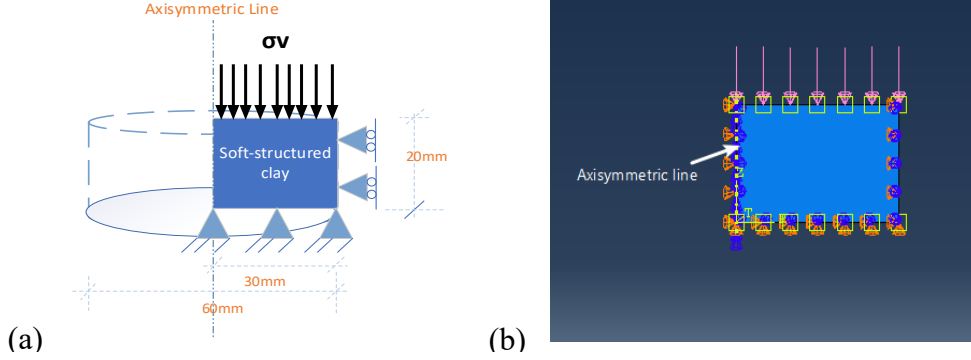 Axisymmetric Line
σv
Soft-structured
clay
20mm
30mm
60mm
(a)
Axisymmetric line
Z
T
(b)